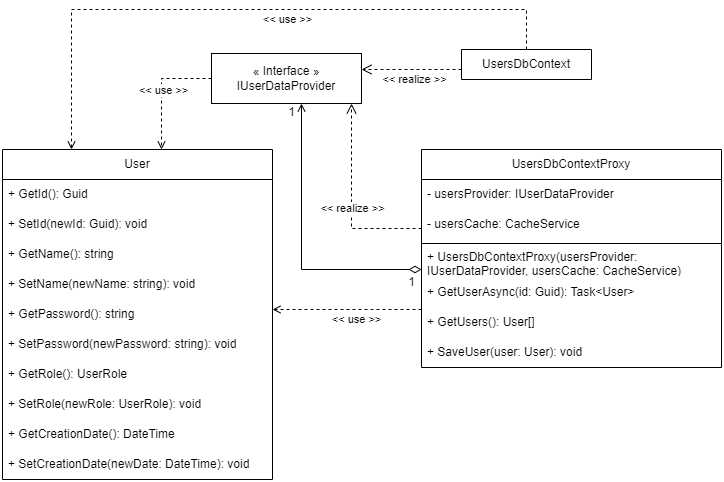 << use >>
« Interface »
IUserDataProvider
UsersDbContext
<< realize >>
<< use >>
1
User
+ GetId(): Guid
+ SetId(newId: Guid): void
+ GetName(): string
+ SetName(newName: string): void
+ GetPassword(): string
+ SetPassword(newPassword: string): void
+ GetRole(): UserRole
+ SetRole(newRole: UserRole): void
+ GetCreationDate(): DateTime
+ SetCreationDate(newDate: DateTime): void
<< realize >>
1
<< use >>
UsersDbContextProxy
- usersProvider: IUserDataProvider
- usersCache: CacheService
+ UsersDbContextProxy(usersProvider:
IUserDataProvider, usersCache: CacheService)
+ GetUserAsync(id: Guid): Task<User>
+ GetUsers(): User[]
+ SaveUser(user: User): void